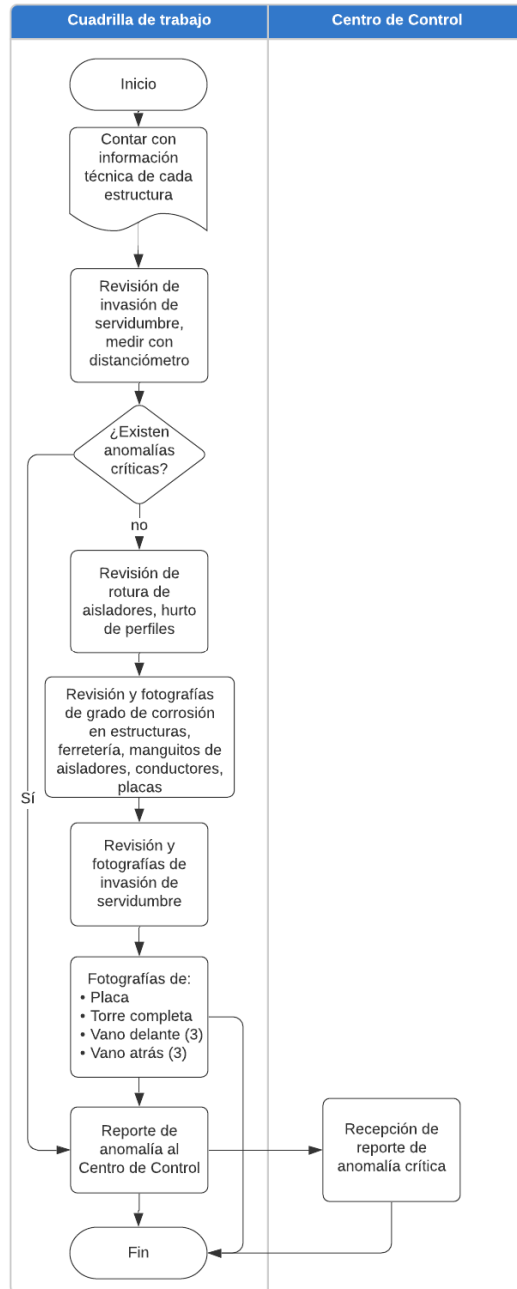 Cuadrilla de trabajo
Centro de Control
Inicio
Contar con
información
técnica de cada
estructura
Revisión de
invasión de
servidumbre,
medir con
distanciómetro
¿Existen
anomalías
críticas?
no
Revisión de
rotura de
aisladores, hurto
de perfiles
Revisión y fotografías
de grado de corrosión
en estructuras,
ferretería, manguitos de
aisladores, conductores,
placas
Sí
Revisión y
fotografías de
invasión de
servidumbre
Fotografías de:
• Placa
• Torre completa
• Vano delante (3)
• Vano atrás (3)
Reporte de
anomalía al
Centro de Control
Recepción de
reporte de
anomalía crítica
Fin